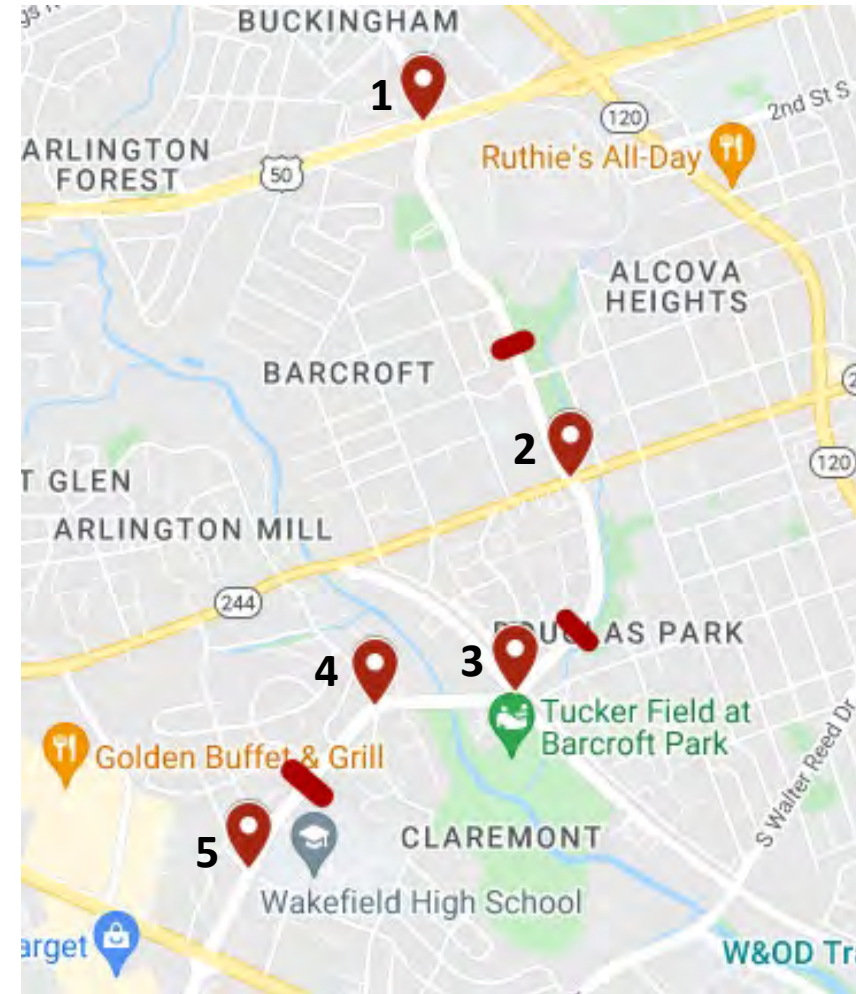 BUCKINGHAM
1
120
2nd St S
ARLINGTON
FOREST
50
Ruthie's All-Day
ALCOVA
HEIGHTS
BARCROFT
2
2
T GLEN
120
ARLINGTON MILL
244
DOUGLAS PARK
3
4
Tucker Field at
Barcroft Park
Golden Buffet & Grill
S Walter Reed Dr
5
CLAREMONT
Wakefield High School
arget
W&OD Tra